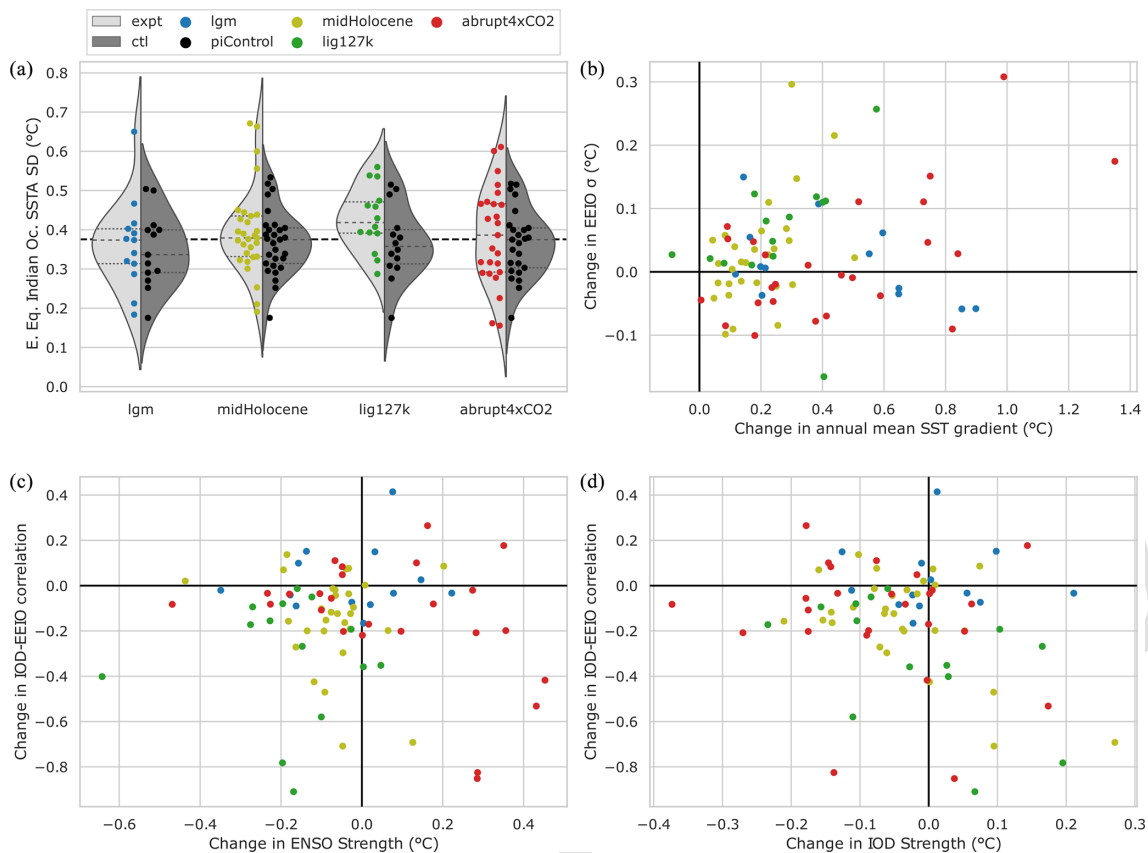 expt lgm midHolocene abrupt4xCO2
ctl piControl lig127k
(a)
E. Eq. Indian Oc. SSTA SD (°C)
0.8
0.7
0.6
0.5
0.4
0.3
0.2
0.1
0.0
lgm midHolocene lig127k abrupt4xCO2
(b)
Change in EEIO σ (°C)
0.3
0.2
0.1
0.0
−0.1
0.0 0.2 0.4 0.6 0.8 1.0 1.2 1.4
Change in annual mean SST gradient (°C)
(c)
Change in IOD-EEIO correlation
0.4
0.2
0.0
−0.2
−0.4
−0.6
−0.8
−0.6 −0.4 −0.2 0.0 0.2 0.4
Change in ENSO Strength (°C)
(d)
Change in IOD-EEIO correlation
0.4
0.2
0.0
−0.2
−0.4
−0.6
−0.8
−0.4 −0.3 −0.2 −0.1 0.0 0.1 0.2 0.3
Change in IOD Strength (°C)